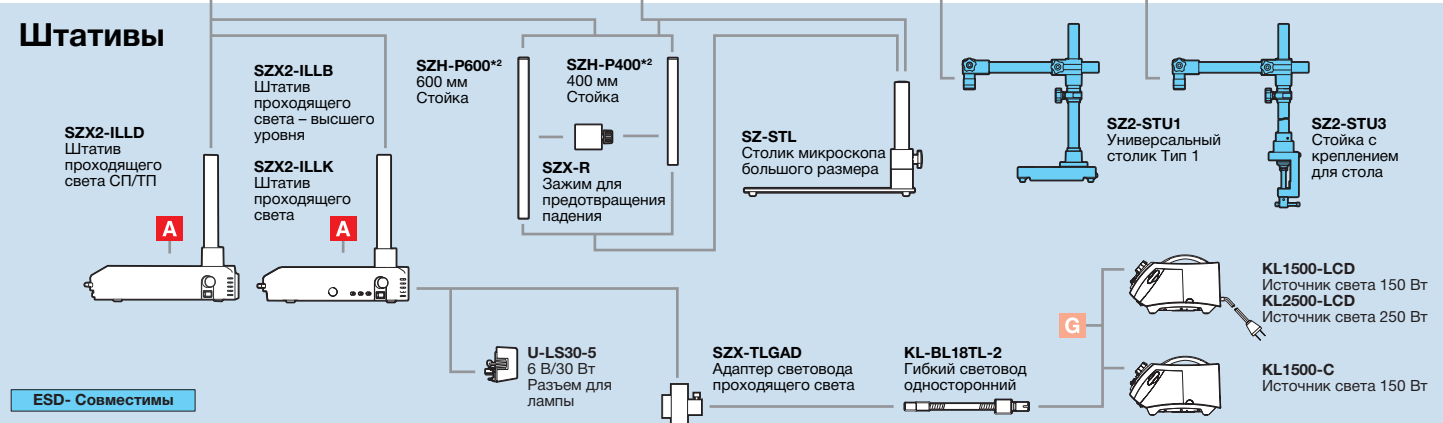 Штативы
SZX2-ILLD
Штатив
проходящего
света СП/ТП
A
SZX2-ILLB
Штатив
проходящего
света – высшего
уровня
SZX2-ILLK
Штатив
проходящего
света
A
SZH-P600*2
600 мм
Стойка
SZH-P400*2
400 мм
Стойка
SZX-R
Зажим для
предотвращения
падения
SZ-STL
Столик микроскопа
большого размера
SZ2-STU1
Универсальный
столик Тип 1
SZ2-STU3
Стойка с
креплением
для стола
U-LS30-5
6 В/30 Вт
Разъем для
лампы
SZX-TLGAD
Адаптер световода
проходящего света
KL-BL18TL-2
Гибкий световод
односторонний
G
KL1500-LCD
Источник света 150 Вт
KL2500-LCD
Источник света 250 Вт
KL1500-C
Источник света 150 Вт
ESD- Совместимы